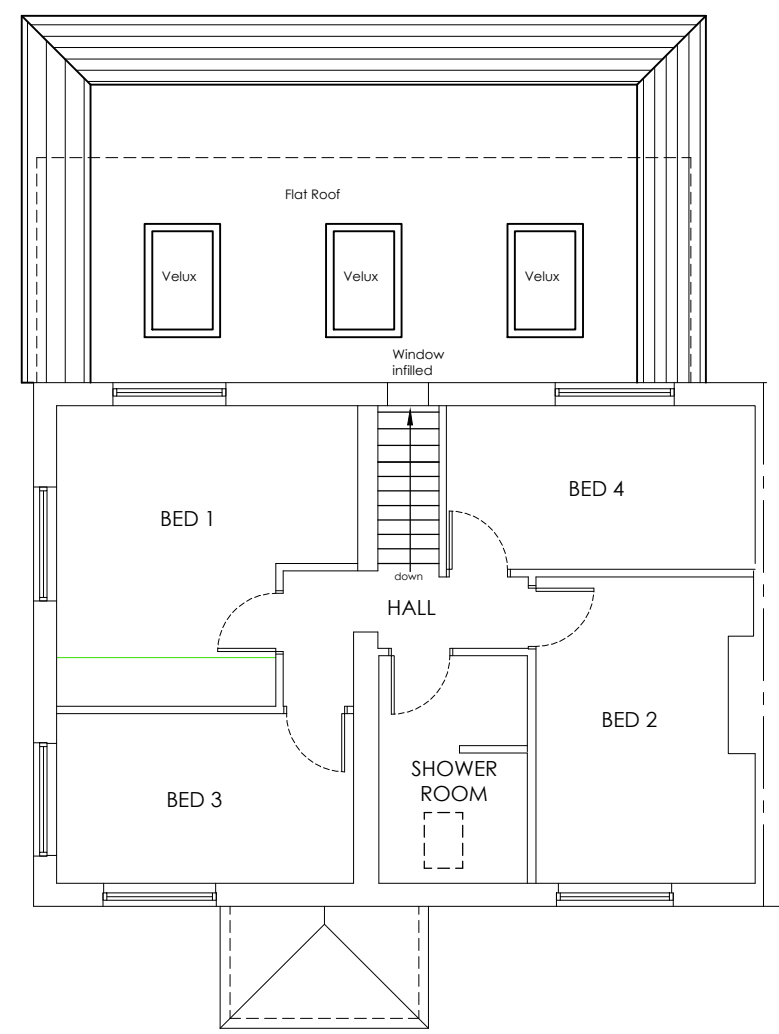 Flat Roof
Velux
Velux
Velux
Window
infilled
BED 1
BED 4
down
HALL
BED 2
SHOWER
ROOM
BED 3